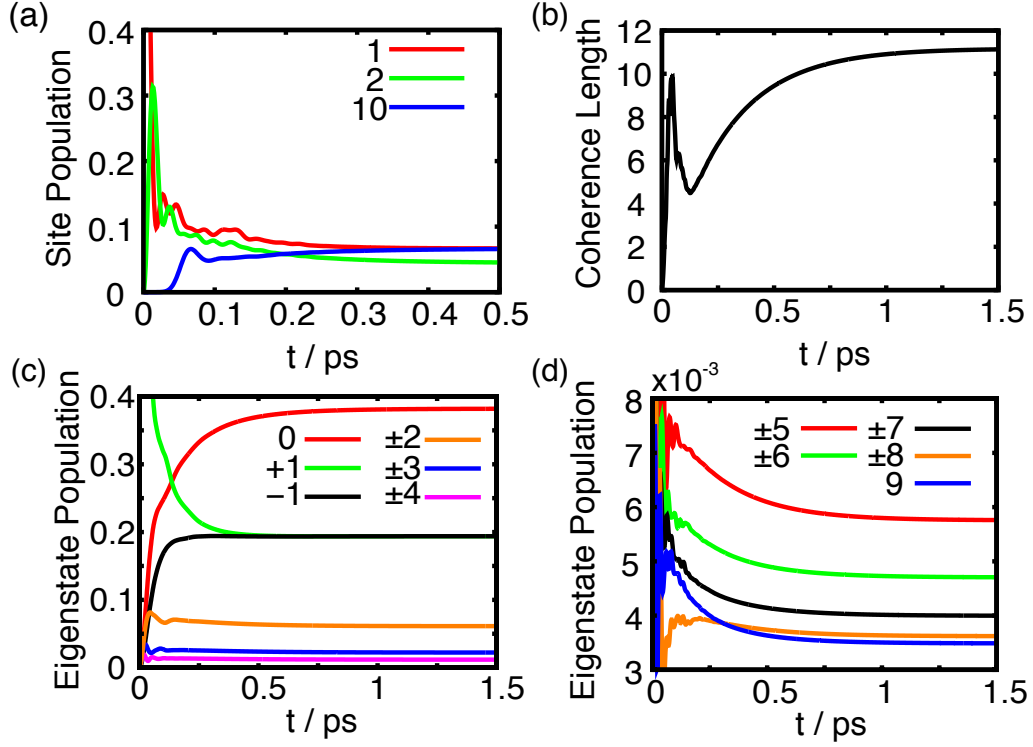 (a)
Site Population
0.4
0.3
0.2
0.1
0
1
2
10
0 0.1 0.2 0.3 0.4 0.5
t / ps
(b)
Coherence Length
12
10
8
6
4
2
0
0 0.5 1 1.5
t / ps
(c)
Eigenstate Population
0.4
0.3
0.2
0.1
0
0 ±2
+1 ±3
−1 ±4
0 0.5 1 1.5
t / ps
(d)
Eigenstate Population
x10⁻³
8
7
6
5
4
3
±5 ±7
±6 ±8
9
0 0.5 1 1.5
t / ps